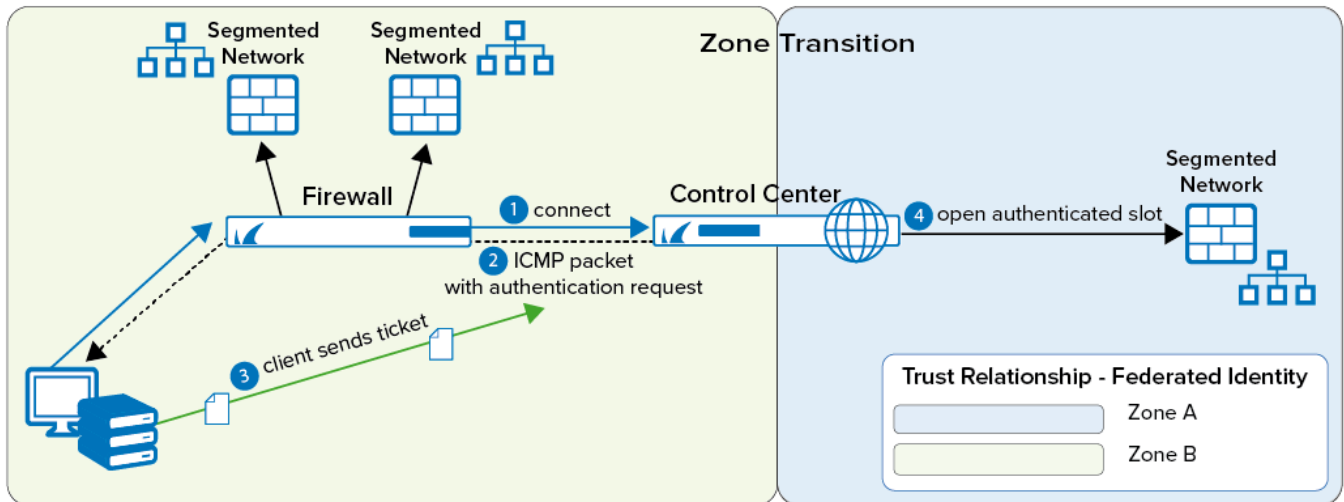 Segmented
Network
Segmented
Network
Zone Transition
Segmented
Network
Firewall
Control Center
1 connect
4 open authenticated slot
2 ICMP packet
with authentication request
3 client sends ticket
Trust Relationship - Federated Identity
Zone A
Zone B